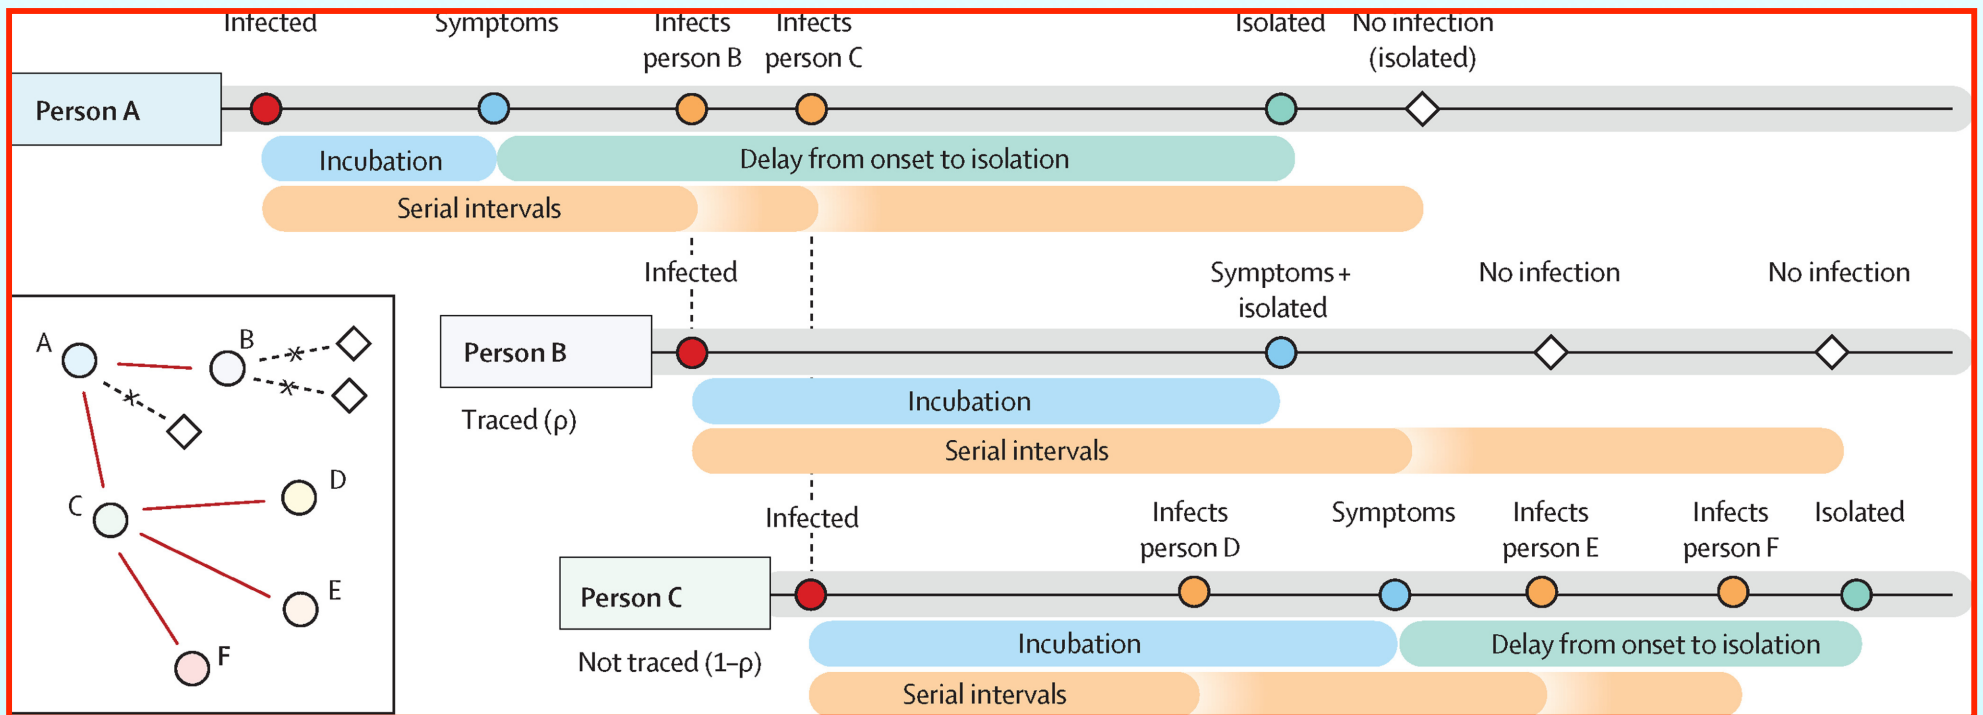 Infected Symptoms Infects Infects Isolated No infection
person B person C (isolated)
Person A
Incubation Delay from onset to isolation
Serial intervals
Infected Symptoms + No infection No infection
isolated
Person B
Traced (ρ)
Incubation
Serial intervals
Infected Infects Symptoms Infects Infects Isolated
person D person E person F
Person C
Not traced (1–ρ)
Incubation Delay from onset to isolation
Serial intervals
A B
x
x
x
C D
E
F